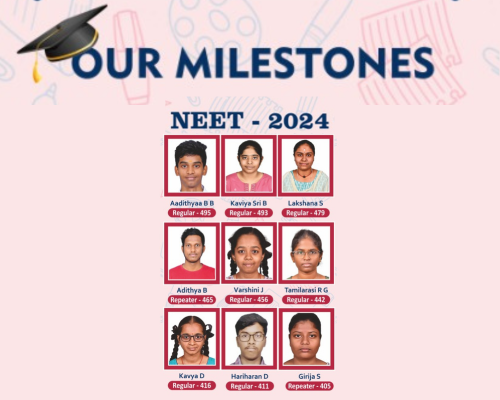 OUR MILESTONES
NEET - 2024
Aadithyaa B B Kaviya Sri B Lakshana S
Regular - 495 Regular - 493 Regular - 479
Adithya B Varshini J Tamilarasi R G
Repeater - 465 Regular - 456 Regular - 442
Kavya D Hariharan D Girija S
Regular - 416 Regular - 411 Repeater - 405